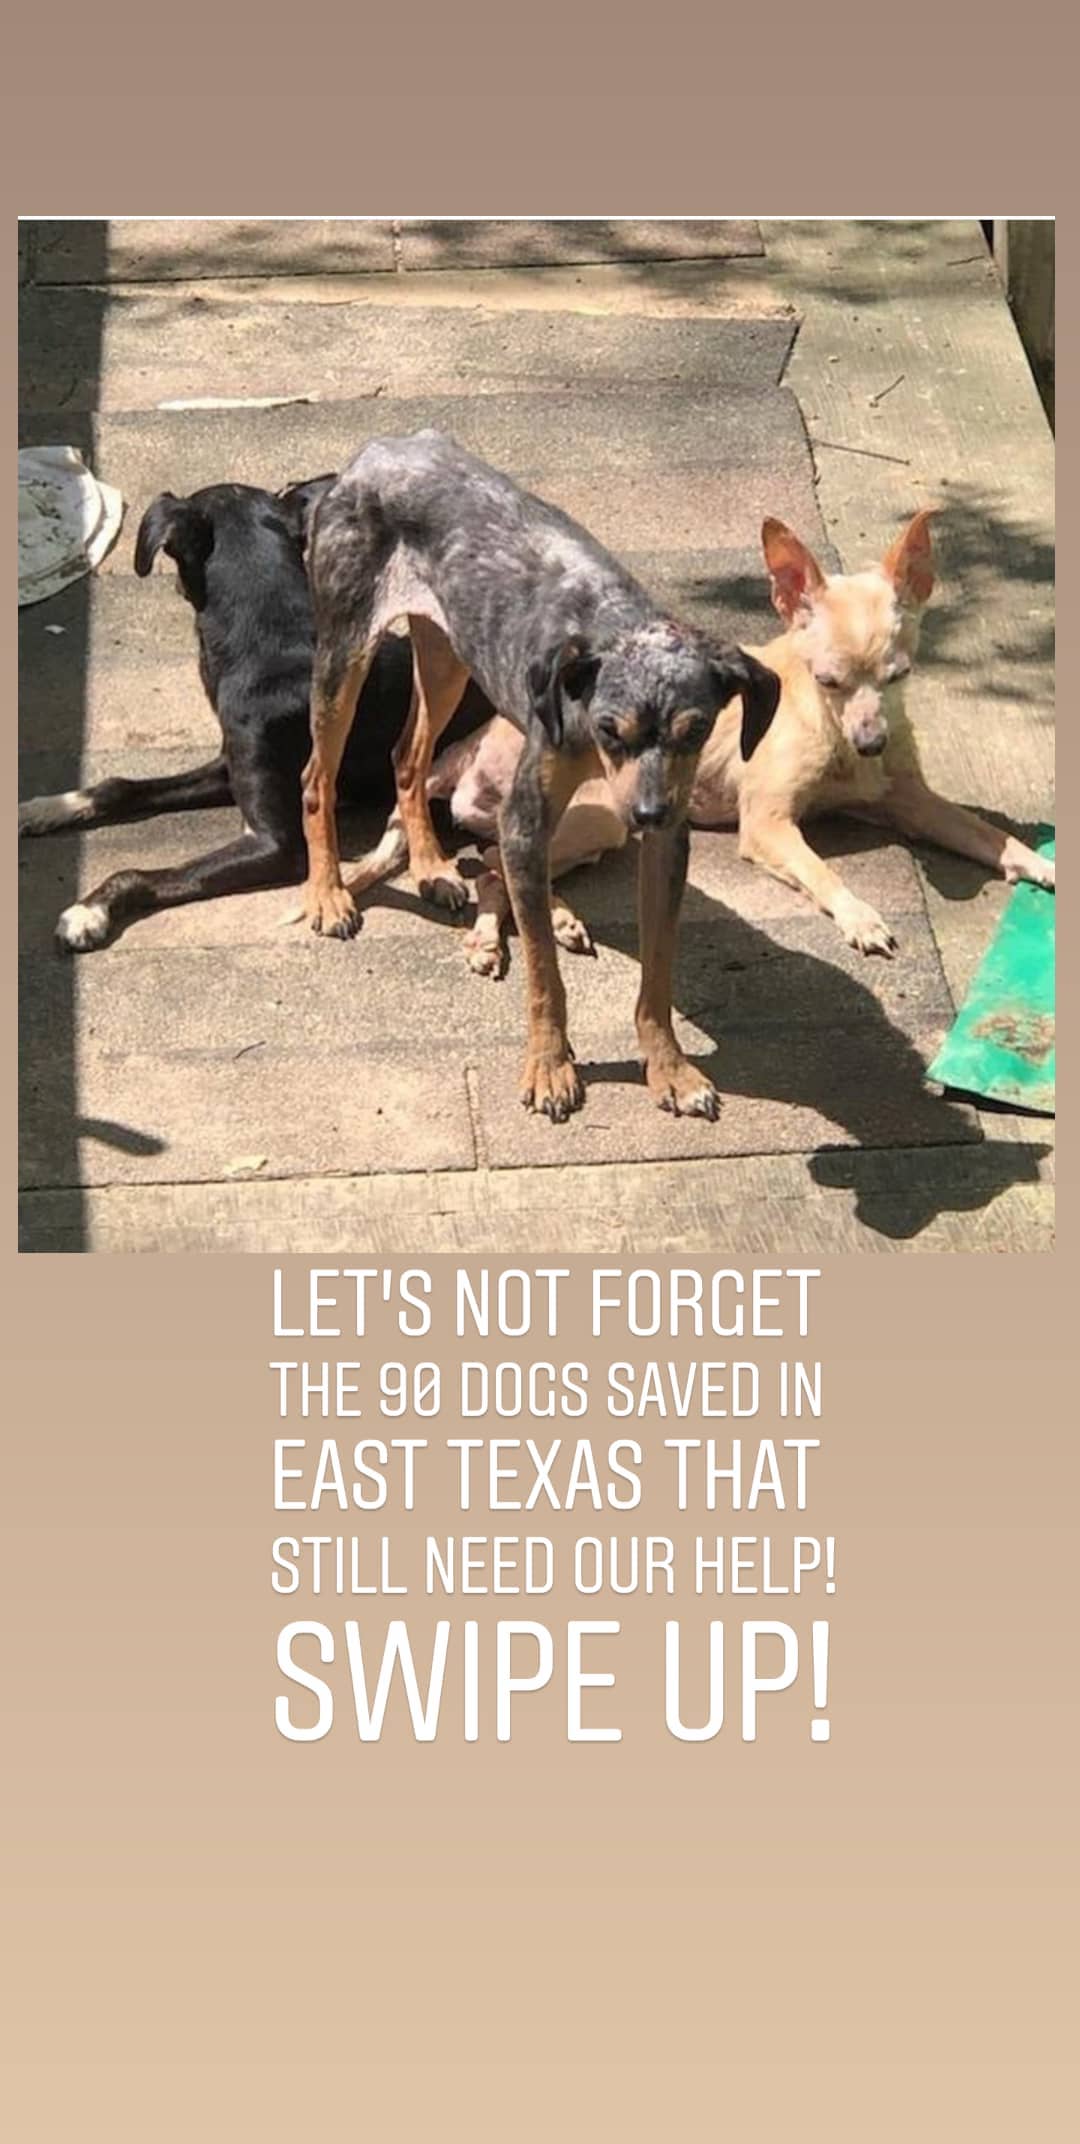 LET'S NOT FORGET
THE 90 DOGS SAVED IN
EAST TEXAS THAT
STILL NEED OUR HELP!
SWIPE UP!